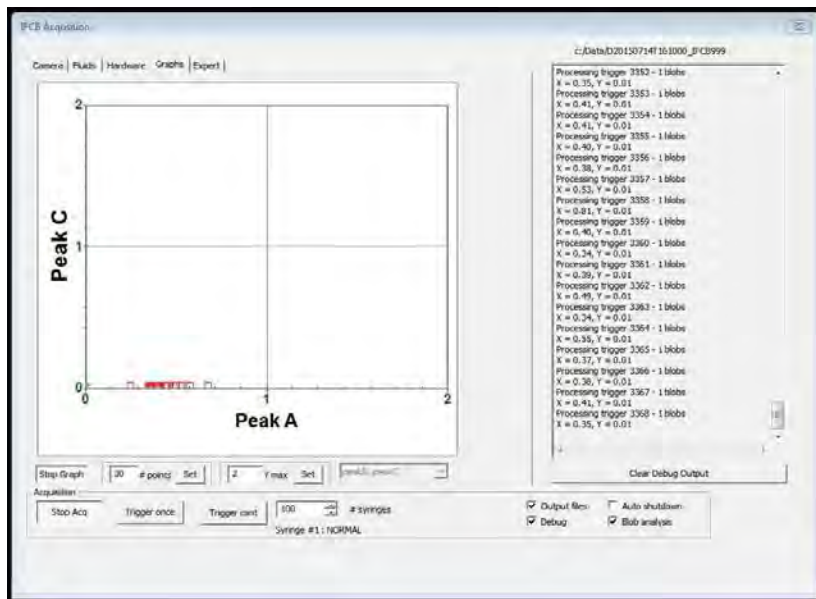 IFCB Acquisition
c:/Data/D20150714T161000_IFCB999
Camera | Fluids | Hardware | Graphs | Expert |
2
1
0
0
1
2
Peak C
Peak A
Processing trigger 3352 - 1 blobs
X = 0.35, Y = 0.01
Processing trigger 3353 - 1 blobs
X = 0.41, Y = 0.01
Processing trigger 3354 - 1 blobs
X = 0.41, Y = 0.01
Processing trigger 3355 - 1 blobs
X = 0.40, Y = 0.01
Processing trigger 3356 - 1 blobs
X = 0.38, Y = 0.01
Processing trigger 3357 - 1 blobs
X = 0.53, Y = 0.01
Processing trigger 3358 - 1 blobs
X = 0.81, Y = 0.01
Processing trigger 3359 - 1 blobs
X = 0.40, Y = 0.01
Processing trigger 3360 - 1 blobs
X = 0.34, Y = 0.01
Processing trigger 3361 - 1 blobs
X = 0.39, Y = 0.01
Processing trigger 3362 - 1 blobs
X = 0.49, Y = 0.01
Processing trigger 3363 - 1 blobs
X = 0.34, Y = 0.01
Processing trigger 3364 - 1 blobs
X = 0.55, Y = 0.01
Processing trigger 3365 - 1 blobs
X = 0.37, Y = 0.01
Processing trigger 3366 - 1 blobs
X = 0.38, Y = 0.01
Processing trigger 3367 - 1 blobs
X = 0.41, Y = 0.01
Processing trigger 3368 - 1 blobs
X = 0.35, Y = 0.01
Stop Graph
# points Set
2 Y max Set
Clear Debug Output
Acquisition
Stop Acq Trigger once Trigger cont 100 # syringes
Syringe #1: NORMAL
Output files Auto shutdown
Debug Blob analysis